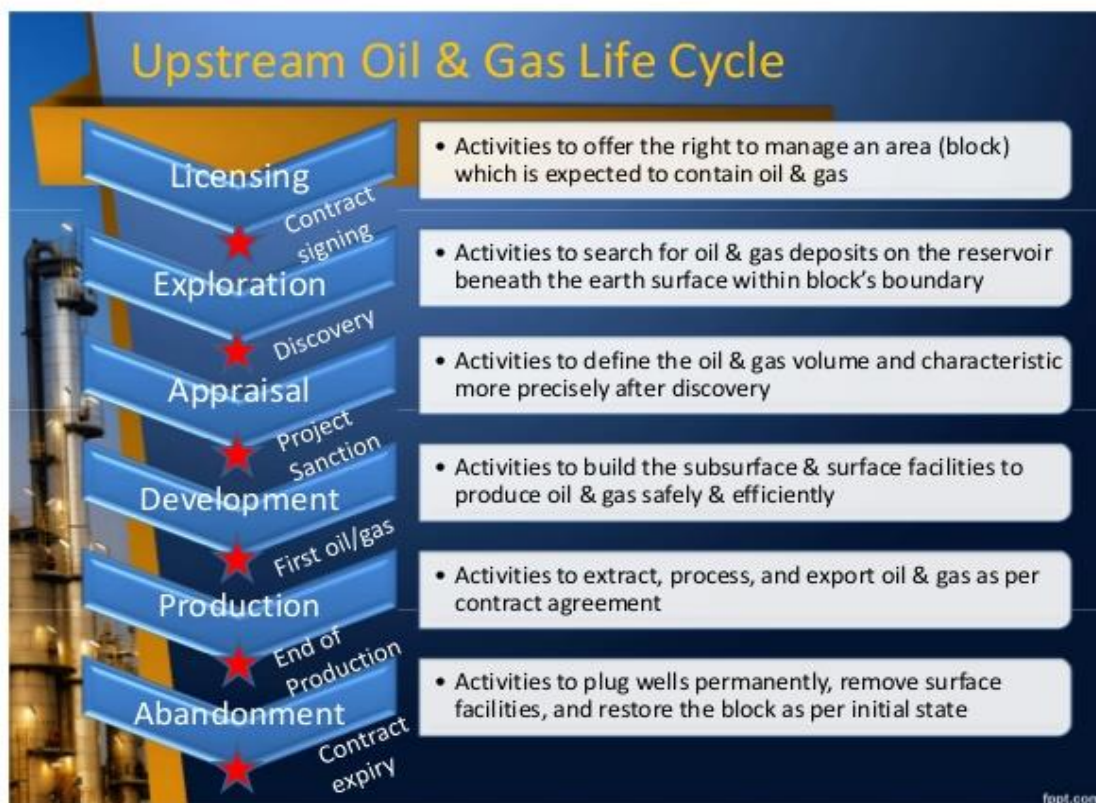 Upstream Oil & Gas Life Cycle
Licensing
• Activities to offer the right to manage an area (block)
which is expected to contain oil & gas
Contract
signing
Exploration
• Activities to search for oil & gas deposits on the reservoir
beneath the earth surface within block's boundary
Discovery
Appraisal
• Activities to define the oil & gas volume and characteristic
more precisely after discovery
Project
Sanction
Development
• Activities to build the subsurface & surface facilities to
produce oil & gas safely & efficiently
First oil/gas
Production
• Activities to extract, process, and export oil & gas as per
contract agreement
End of
Production
Abandonment
• Activities to plug wells permanently, remove surface
facilities, and restore the block as per initial state
Contract
expiry
fppt.com